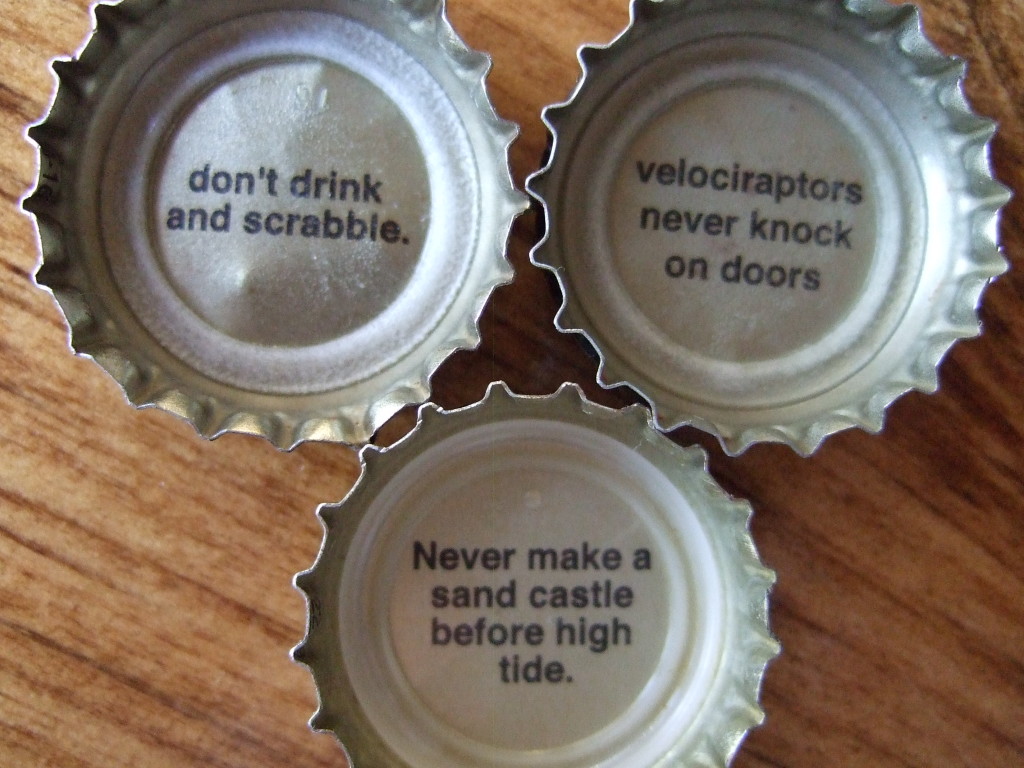 don't drink
and scrabble.
velociraptors
never knock
on doors
Never make a
sand castle
before high
tide.